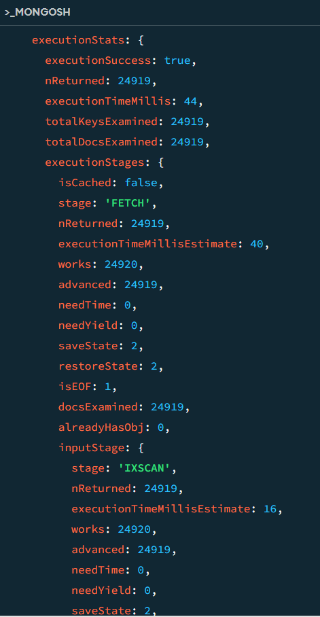 >_MONGOSH
executionStats: {
executionSuccess: true,
nReturned: 24919,
executionTimeMillis: 44,
totalKeysExamined: 24919,
totalDocsExamined: 24919,
executionStages: {
isCached: false,
stage: 'FETCH',
nReturned: 24919,
executionTimeMillisEstimate: 40,
works: 24920,
advanced: 24919,
needTime: 0,
needYield: 0,
saveState: 2,
restoreState: 2,
isEOF: 1,
docsExamined: 24919,
alreadyHasObj: 0,
inputStage: {
stage: 'IXSCAN',
nReturned: 24919,
executionTimeMillisEstimate: 16,
works: 24920,
advanced: 24919,
needTime: 0,
needYield: 0,
saveState: 2,